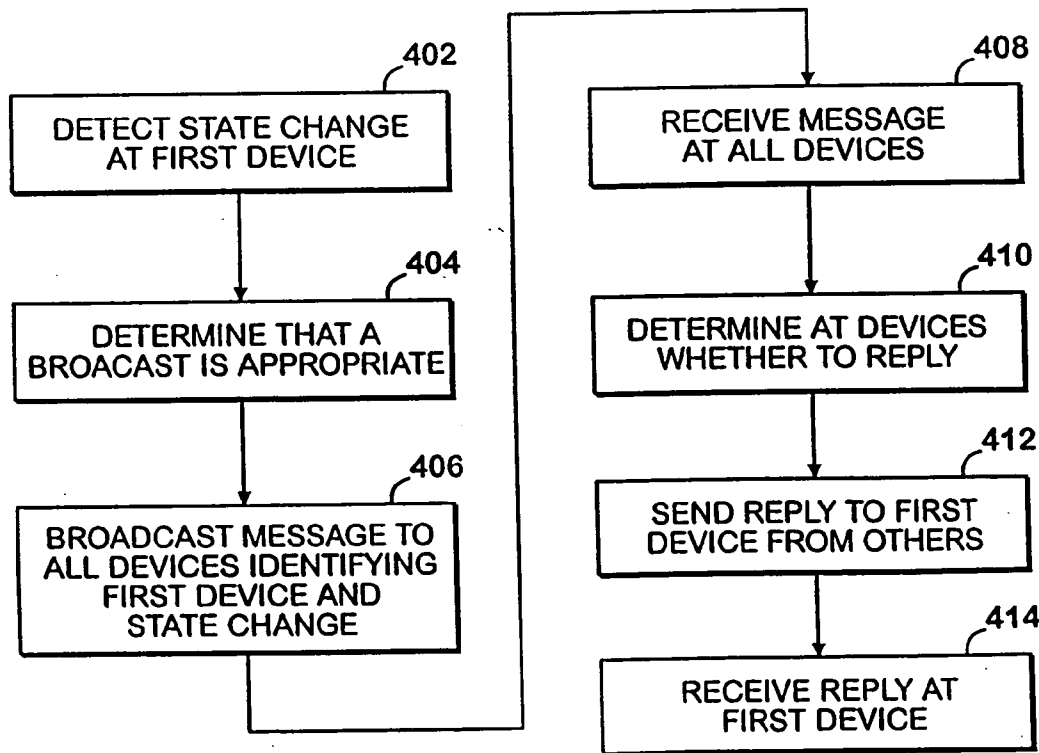 402
DETECT STATE CHANGE
AT FIRST DEVICE
404
DETERMINE THAT A
BROACAST IS APPROPRIATE
406
BROADCAST MESSAGE TO
ALL DEVICES IDENTIFYING
FIRST DEVICE AND
STATE CHANGE
408
RECEIVE MESSAGE
AT ALL DEVICES
410
DETERMINE AT DEVICES
WHETHER TO REPLY
412
SEND REPLY TO FIRST
DEVICE FROM OTHERS
414
RECEIVE REPLY AT
FIRST DEVICE